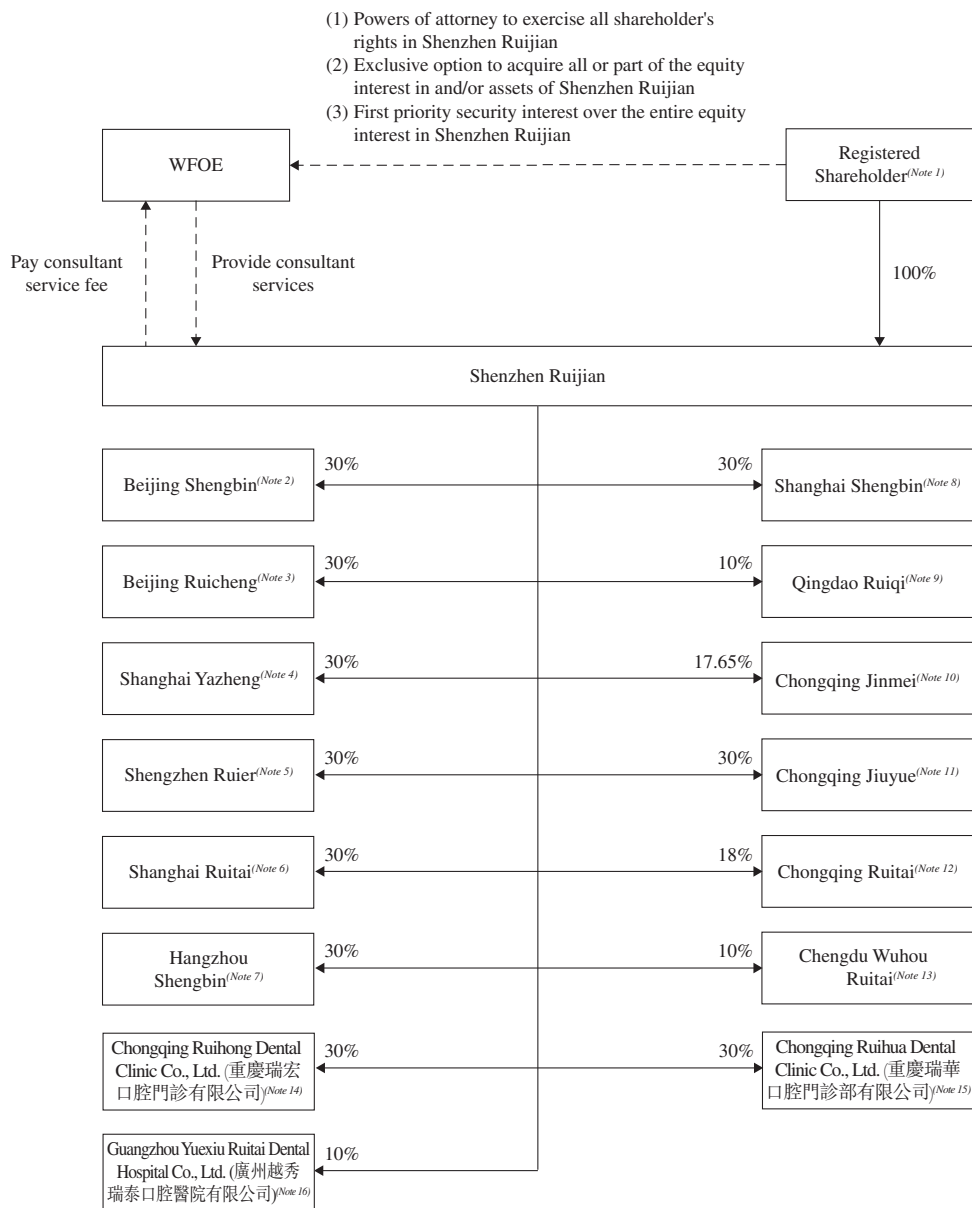 (1) Powers of attorney to exercise all shareholder's
rights in Shenzhen Ruijian
(2) Exclusive option to acquire all or part of the equity
interest in and/or assets of Shenzhen Ruijian
(3) First priority security interest over the entire equity
interest in Shenzhen Ruijian
WFOE
Registered
Shareholder(Note 1)
Pay consultant
service fee
Provide consultant
services
100%
Shenzhen Ruijian
30%
Beijing Shengbin(Note 2)
30%
Shanghai Shengbin(Note 8)
30%
Beijing Ruicheng(Note 3)
10%
Qingdao Ruiqi(Note 9)
30%
Shanghai Yazheng(Note 4)
17.65%
Chongqing Jinmei(Note 10)
30%
Shengzhen Ruier(Note 5)
30%
Chongqing Jiuyue(Note 11)
30%
Shanghai Ruitai(Note 6)
18%
Chongqing Ruitai(Note 12)
30%
Hangzhou
Shengbin(Note 7)
10%
Chengdu Wuhou
Ruitai(Note 13)
30%
Chongqing Ruihong Dental
Clinic Co., Ltd. (重慶瑞宏
口腔門診有限公司)(Note 14)
30%
Chongqing Ruihua Dental
Clinic Co., Ltd. (重慶瑞華
口腔門診部有限公司)(Note 15)
10%
Guangzhou Yuexiu Ruitai Dental
Hospital Co., Ltd. (廣州越秀
瑞泰口腔醫院有限公司)(Note 16)